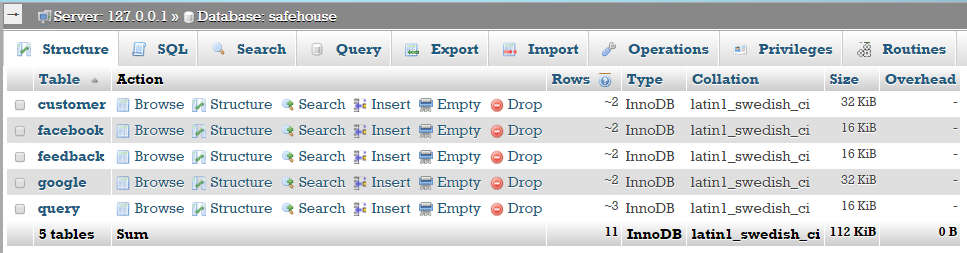 Server: 127.0.0.1 » Database: safehouse
Structure SQL Search Query Export Import Operations Privileges Routines
Table Action Rows Type Collation Size Overhead
customer Browse Structure Search Insert Empty Drop ~2 InnoDB latin1_swedish_ci 32 KiB -
facebook Browse Structure Search Insert Empty Drop ~2 InnoDB latin1_swedish_ci 16 KiB -
feedback Browse Structure Search Insert Empty Drop ~2 InnoDB latin1_swedish_ci 16 KiB -
google Browse Structure Search Insert Empty Drop ~2 InnoDB latin1_swedish_ci 32 KiB -
query Browse Structure Search Insert Empty Drop ~3 InnoDB latin1_swedish_ci 16 KiB -
5 tables Sum 11 InnoDB latin1_swedish_ci 112 KiB 0 B